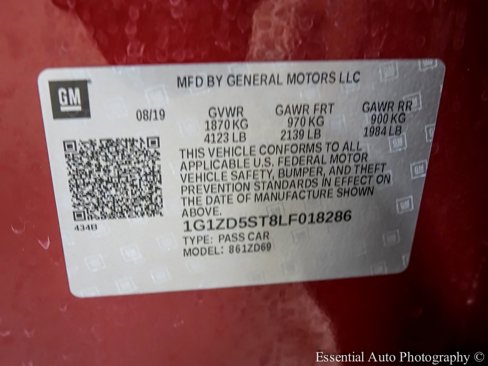 MFD BY GENERAL MOTORS LLC
GM
08/19
GVWR GAWR FRT GAWR RR
1870 KG 970 KG 900 KG
4123 LB 2139 LB 1984 LB
THIS VEHICLE CONFORMS TO ALL
APPLICABLE U.S. FEDERAL MOTOR
VEHICLE SAFETY, BUMPER, AND THEFT
PREVENTION STANDARDS IN EFFECT ON
THE DATE OF MANUFACTURE SHOWN
ABOVE.
434B
1G1ZD5ST8LF018286
TYPE: PASS CAR
MODEL: 861ZD69
Essential Auto Photography ©